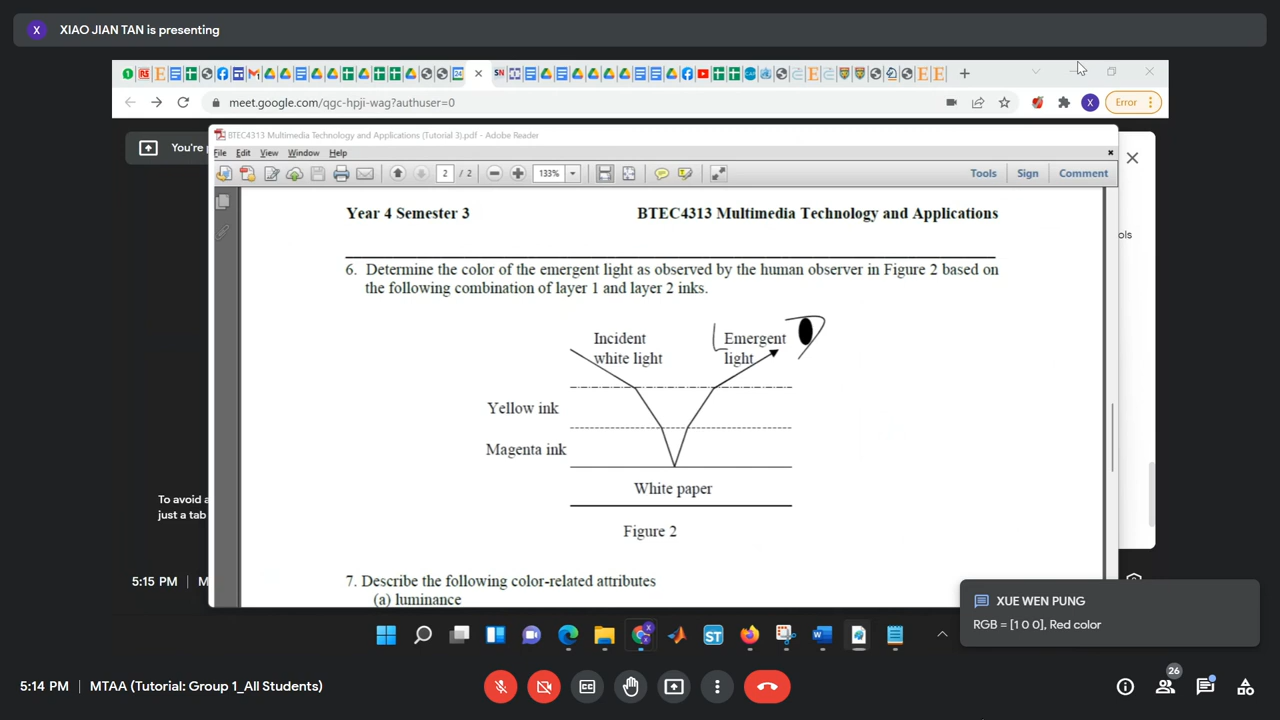 X XIAO JIAN TAN is presenting
meet.google.com/qgc-hpji-wag?authuser=0
X Error
BTEC4313 Multimedia Technology and Applications (Tutorial 3).pdf - Adobe Reader
You're
File Edit View Window Help
2 / 2 133% Tools Sign Comment
Year 4 Semester 3 BTEC4313 Multimedia Technology and Applications
ols
6. Determine the color of the emergent light as observed by the human observer in Figure 2 based on
the following combination of layer 1 and layer 2 inks.
Incident Emergent
white light light
Yellow ink
Magenta ink
White paper
To avoid a
just a tab
Figure 2
5:15 PM M
7. Describe the following color-related attributes
(a) luminance
XUE WEN PUNG
RGB = [1 0 0], Red color
ST
26
5:14 PM MTAA (Tutorial: Group 1_All Students)